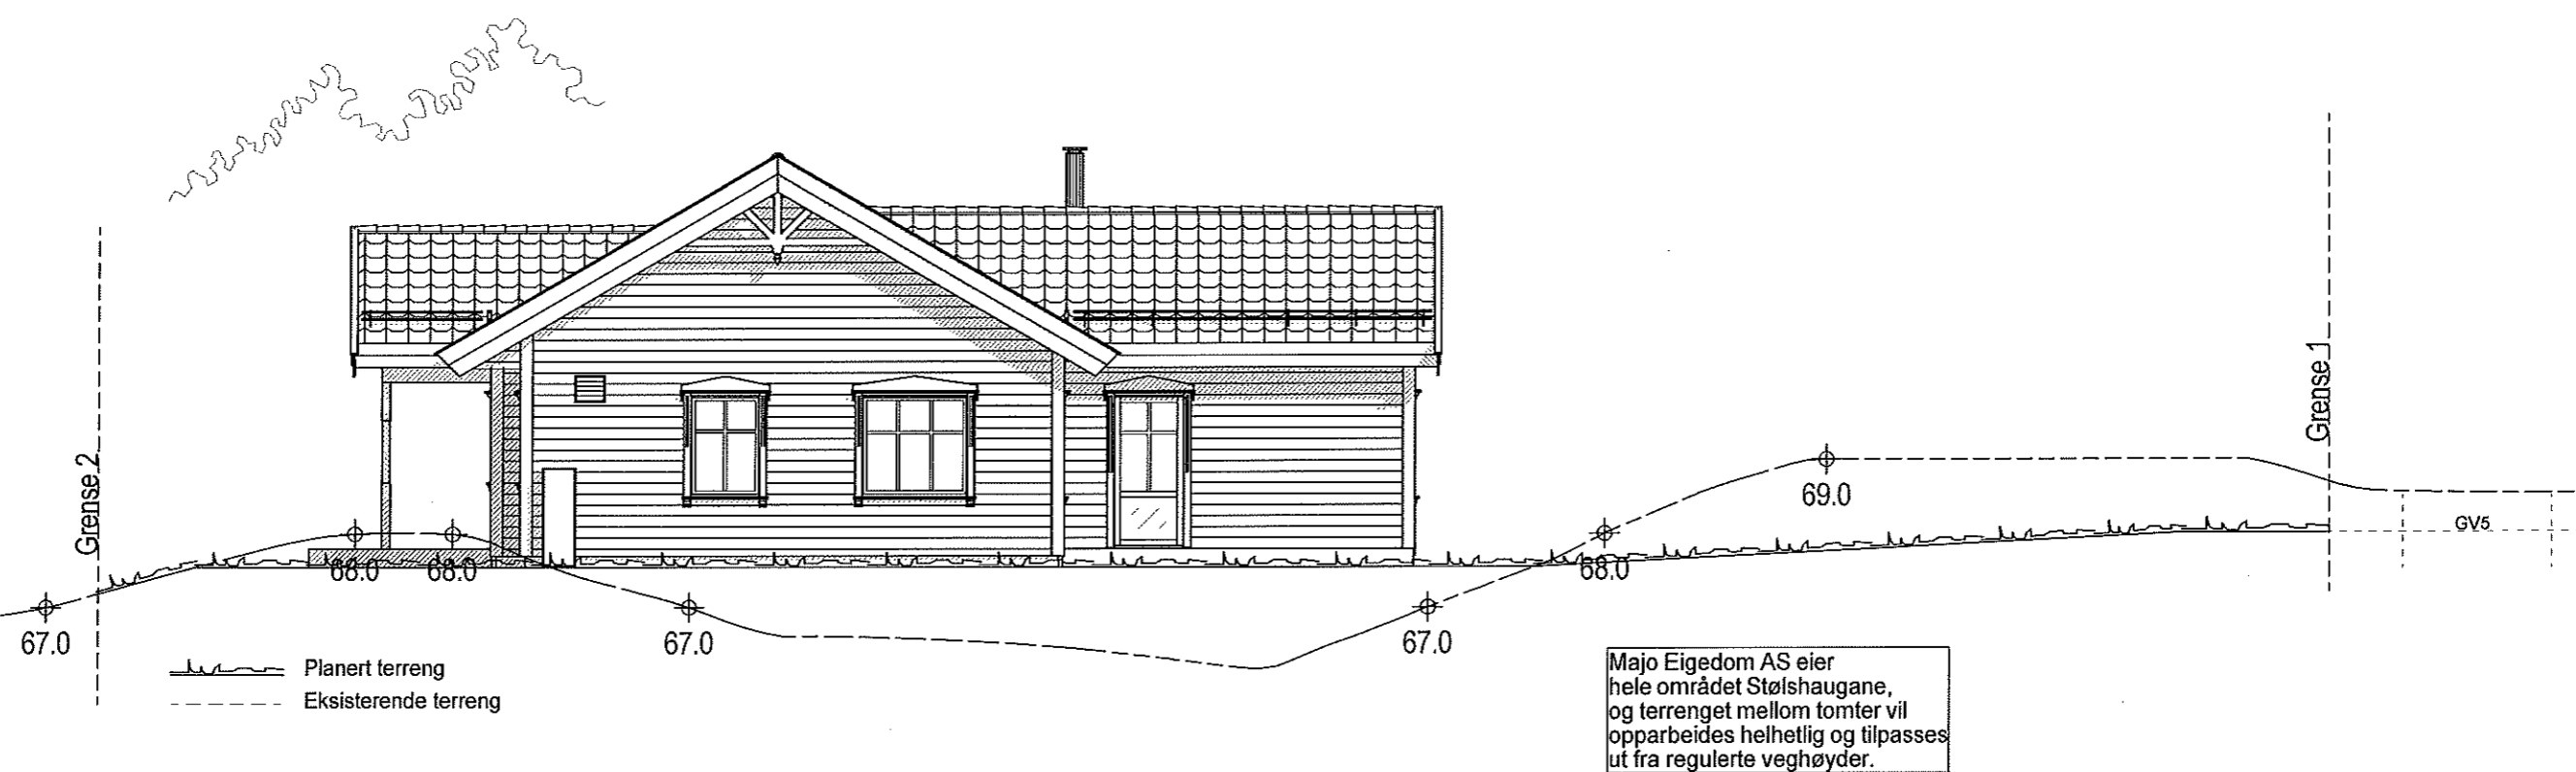 Grense 2
Grense 1
69.0
GV5
68.0
68.0
68.0
67.0
67.0
67.0
Planert terreng
Eksisterende terreng
Majo Eigedom AS eier
hele området Stølshaugane,
og terrenget mellom tomter vil
opparbeides helhetlig og tilpasses
ut fra regulerte veghøyder.